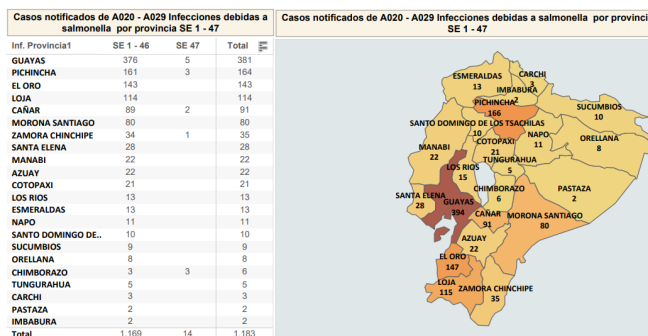 Casos notificados de A020 - A029 Infecciones debidas a
salmonella por provincia SE 1 - 47
Inf. Provincia1 SE 1 - 46 SE 47 Total
GUAYAS 376 5 381
PICHINCHA 161 3 164
EL ORO 143 143
LOJA 114 114
CAÑAR 89 2 91
MORONA SANTIAGO 80 80
ZAMORA CHINCHIPE 34 1 35
SANTA ELENA 28 28
MANABI 22 22
AZUAY 22 22
COTOPAXI 21 21
LOS RIOS 13 13
ESMERALDAS 13 13
NAPO 11 11
SANTO DOMINGO DE.. 10 10
SUCUMBIOS 9 9
ORELLANA 8 8
CHIMBORAZO 3 3 6
TUNGURAHUA 5 5
CARCHI 3 3
PASTAZA 2 2
IMBABURA 2 2
Total 1.169 14 1.183
Casos notificados de A020 - A029 Infecciones debidas a salmonella por provinci
SE 1 - 47
CARCHI
3
ESMERALDAS
13
IMBABURA
2
PICHINCHA
166
SUCUMBIOS
10
SANTO DOMINGO DE LOS TSACHILAS
10
NAPO
11
ORELLANA
8
COTOPAXI
21
MANABI
22
TUNGURAHUA
5
LOS RIOS
15
CHIMBORAZO
6
PASTAZA
2
SANTA ELENA
28
GUAYAS
394
CAÑAR
91
MORONA SANTIAGO
80
AZUAY
22
EL ORO
147
LOJA
115
ZAMORA CHINCHIPE
35